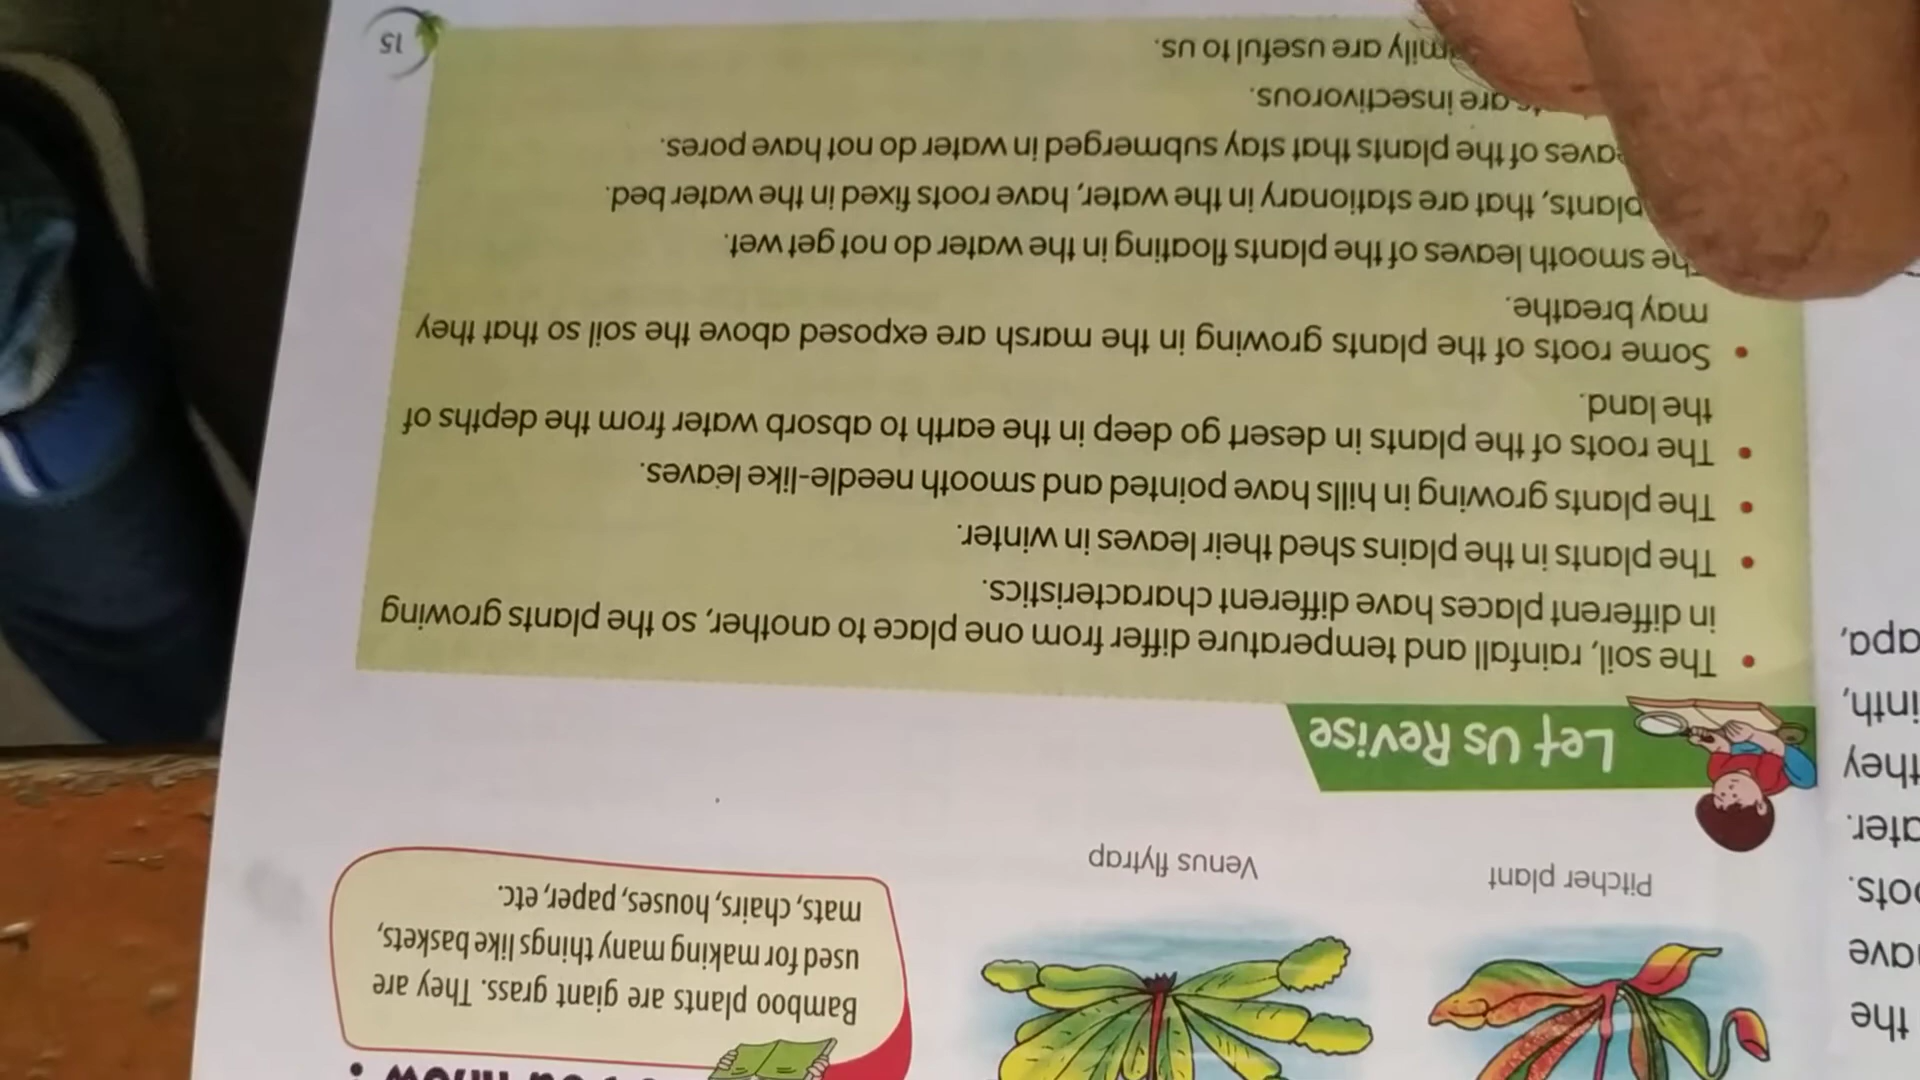 the
ave
ots.
ater.
they
inth,
apa,
Bamboo plants are giant grass. They are
used for making many things like baskets,
mats, chairs, houses, paper, etc.
Pitcher plant
Venus flytrap
Let Us Revise
• The soil, rainfall and temperature differ from one place to another, so the plants growing
in different places have different characteristics.
• The plants in the plains shed their leaves in winter.
• The plants growing in hills have pointed and smooth needle-like leaves.
• The roots of the plants in desert go deep in the earth to absorb water from the depths of
the land.
• Some roots of the plants growing in the marsh are exposed above the soil so that they
may breathe.
the smooth leaves of the plants floating in the water do not get wet.
plants, that are stationary in the water, have roots fixed in the water bed.
eaves of the plants that stay submerged in water do not have pores.
are insectivorous.
mily are useful to us.
15